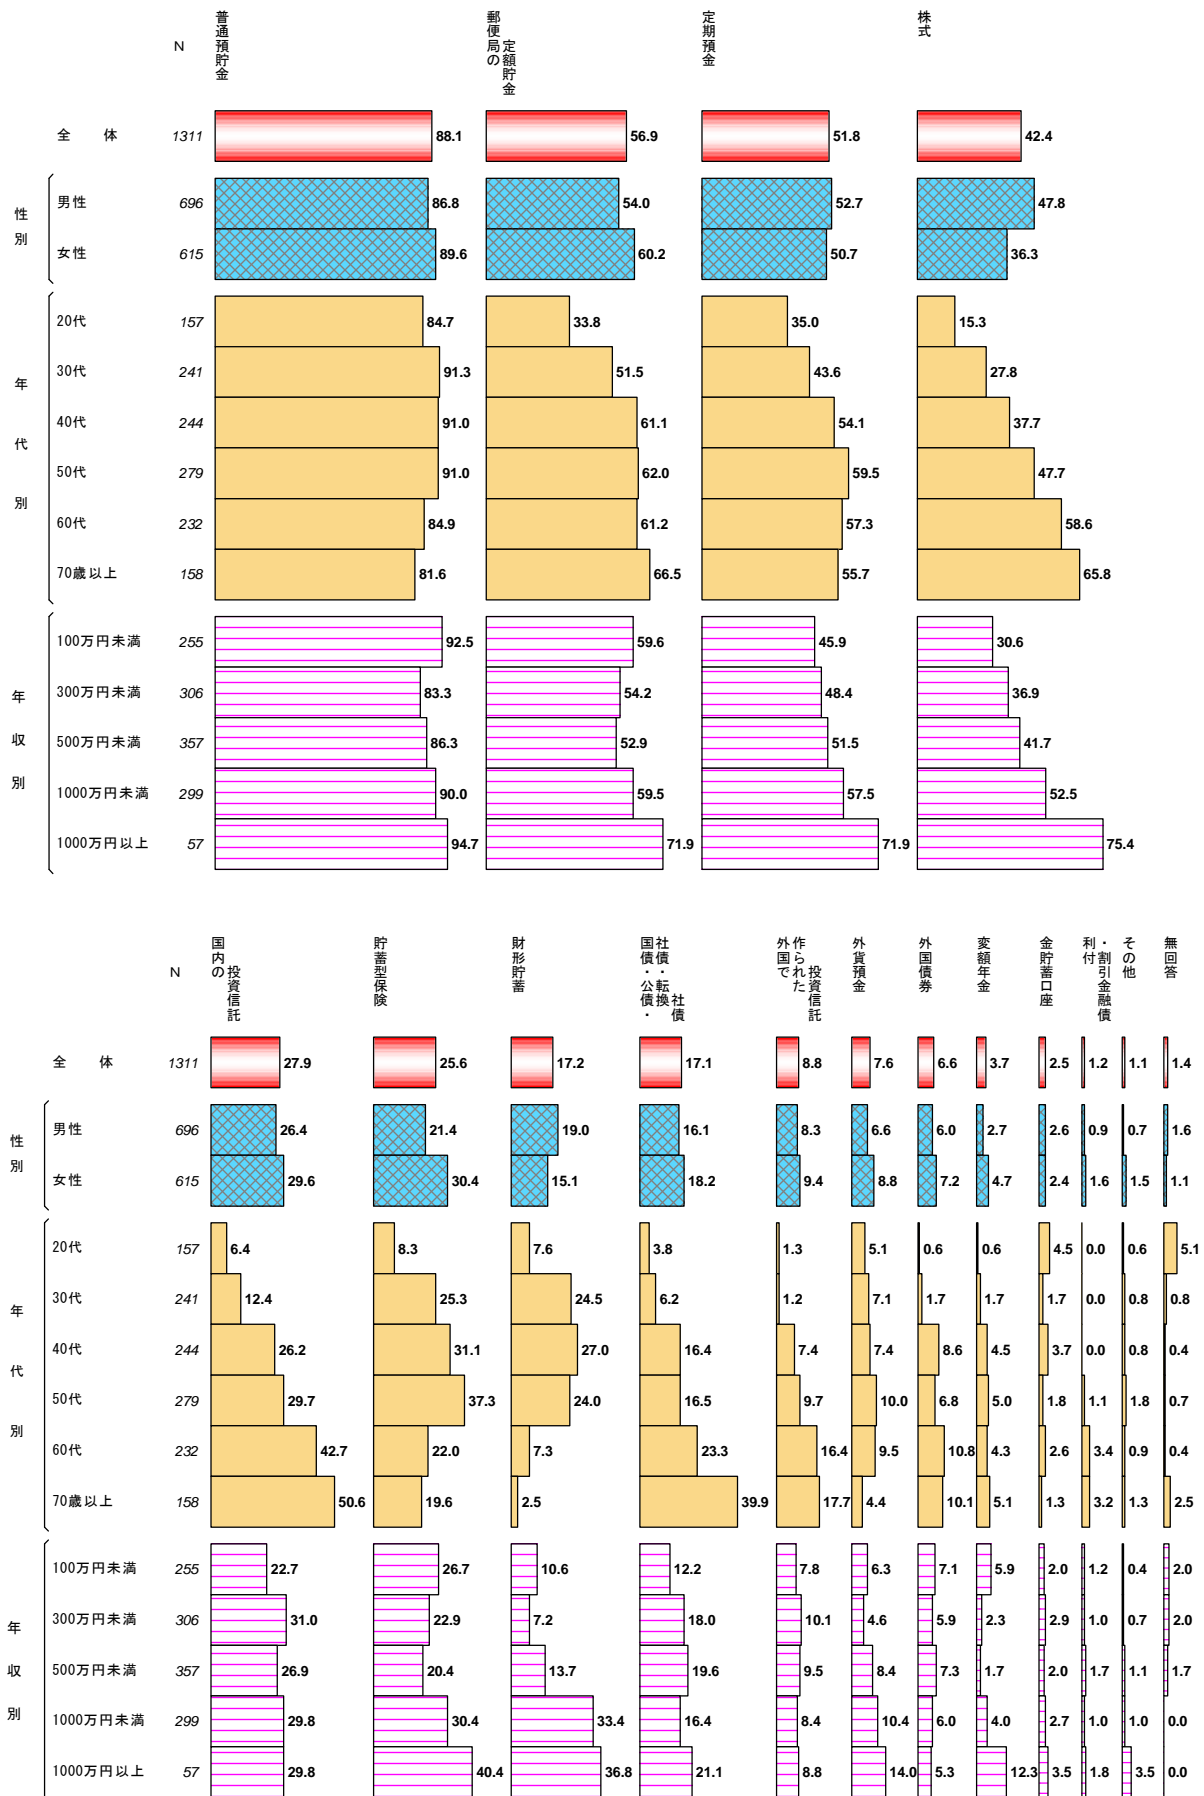 N 普通預貯金 郵便局の定額貯金 定期預金 株式
全 体 1311 88.1 56.9 51.8 42.4
性別
男性 696 86.8 54.0 52.7 47.8
女性 615 89.6 60.2 50.7 36.3
年代別
20代 157 84.7 33.8 35.0 15.3
30代 241 91.3 51.5 43.6 27.8
40代 244 91.0 61.1 54.1 37.7
50代 279 91.0 62.0 59.5 47.7
60代 232 84.9 61.2 57.3 58.6
70歳以上 158 81.6 66.5 55.7 65.8
年収別
100万円未満 255 92.5 59.6 45.9 30.6
300万円未満 306 83.3 54.2 48.4 36.9
500万円未満 357 86.3 52.9 51.5 41.7
1000万円未満 299 90.0 59.5 57.5 52.5
1000万円以上 57 94.7 71.9 71.9 75.4
N 国内の投資信託 貯蓄型保険 財形貯蓄 国債・公債・社債・転換社債 外国で作られた投資信託 外貨預金 外国債券 変額年金 金貯蓄口座 利付・割引金融債 その他 無回答
全 体 1311 27.9 25.6 17.2 17.1 8.8 7.6 6.6 3.7 2.5 1.2 1.1 1.4
性別
男性 696 26.4 21.4 19.0 16.1 8.3 6.6 6.0 2.7 2.6 0.9 0.7 1.6
女性 615 29.6 30.4 15.1 18.2 9.4 8.8 7.2 4.7 2.4 1.6 1.5 1.1
年代別
20代 157 6.4 8.3 7.6 3.8 1.3 5.1 0.6 0.6 4.5 0.0 0.6 5.1
30代 241 12.4 25.3 24.5 6.2 1.2 7.1 1.7 1.7 1.7 0.0 0.8 0.8
40代 244 26.2 31.1 27.0 16.4 7.4 7.4 8.6 4.5 3.7 0.0 0.8 0.4
50代 279 29.7 37.3 24.0 16.5 9.7 10.0 6.8 5.0 1.8 1.1 1.8 0.7
60代 232 42.7 22.0 7.3 23.3 16.4 9.5 10.8 4.3 2.6 3.4 0.9 0.4
70歳以上 158 50.6 19.6 2.5 39.9 17.7 4.4 10.1 5.1 1.3 3.2 1.3 2.5
年収別
100万円未満 255 22.7 26.7 10.6 12.2 7.8 6.3 7.1 5.9 2.0 1.2 0.4 2.0
300万円未満 306 31.0 22.9 7.2 18.0 10.1 4.6 5.9 2.3 2.9 1.0 0.7 2.0
500万円未満 357 26.9 20.4 13.7 19.6 9.5 8.4 7.3 1.7 2.0 1.7 1.1 1.7
1000万円未満 299 29.8 30.4 33.4 16.4 8.4 10.4 6.0 4.0 2.7 1.0 1.0 0.0
1000万円以上 57 29.8 40.4 36.8 21.1 8.8 14.0 5.3 12.3 3.5 1.8 3.5 0.0